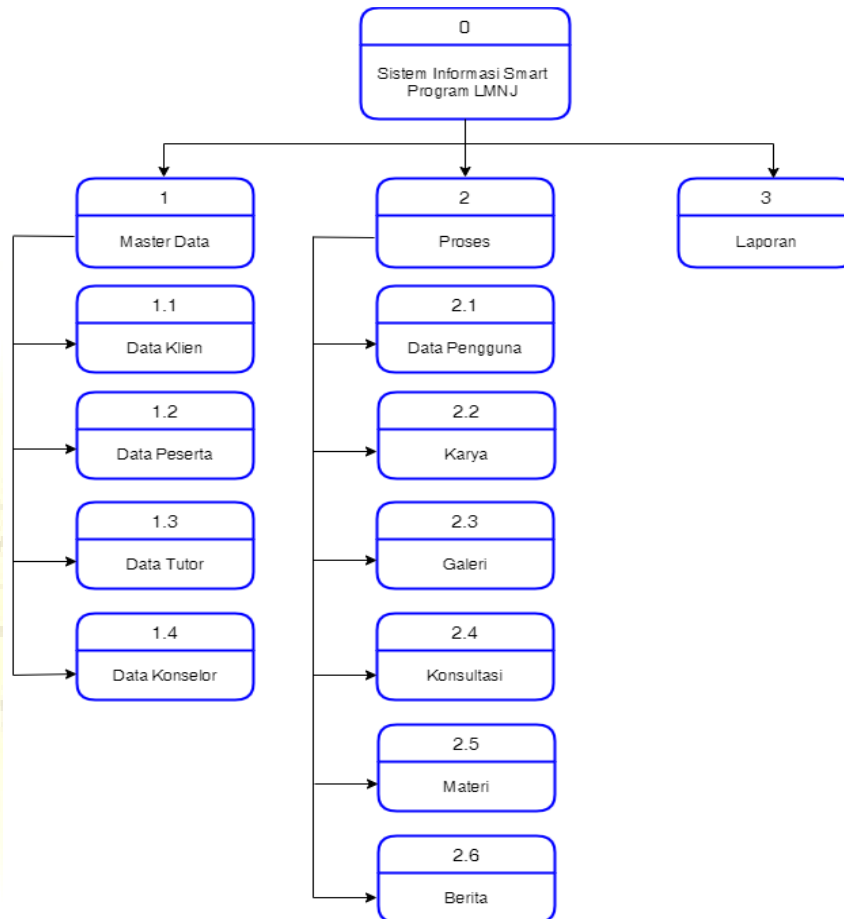 0
Sistem Informasi Smart
Program LMNJ
1
Master Data
1.1
Data Klien
1.2
Data Peserta
1.3
Data Tutor
1.4
Data Konselor
2
Proses
2.1
Data Pengguna
2.2
Karya
2.3
Galeri
2.4
Konsultasi
2.5
Materi
2.6
Berita
3
Laporan